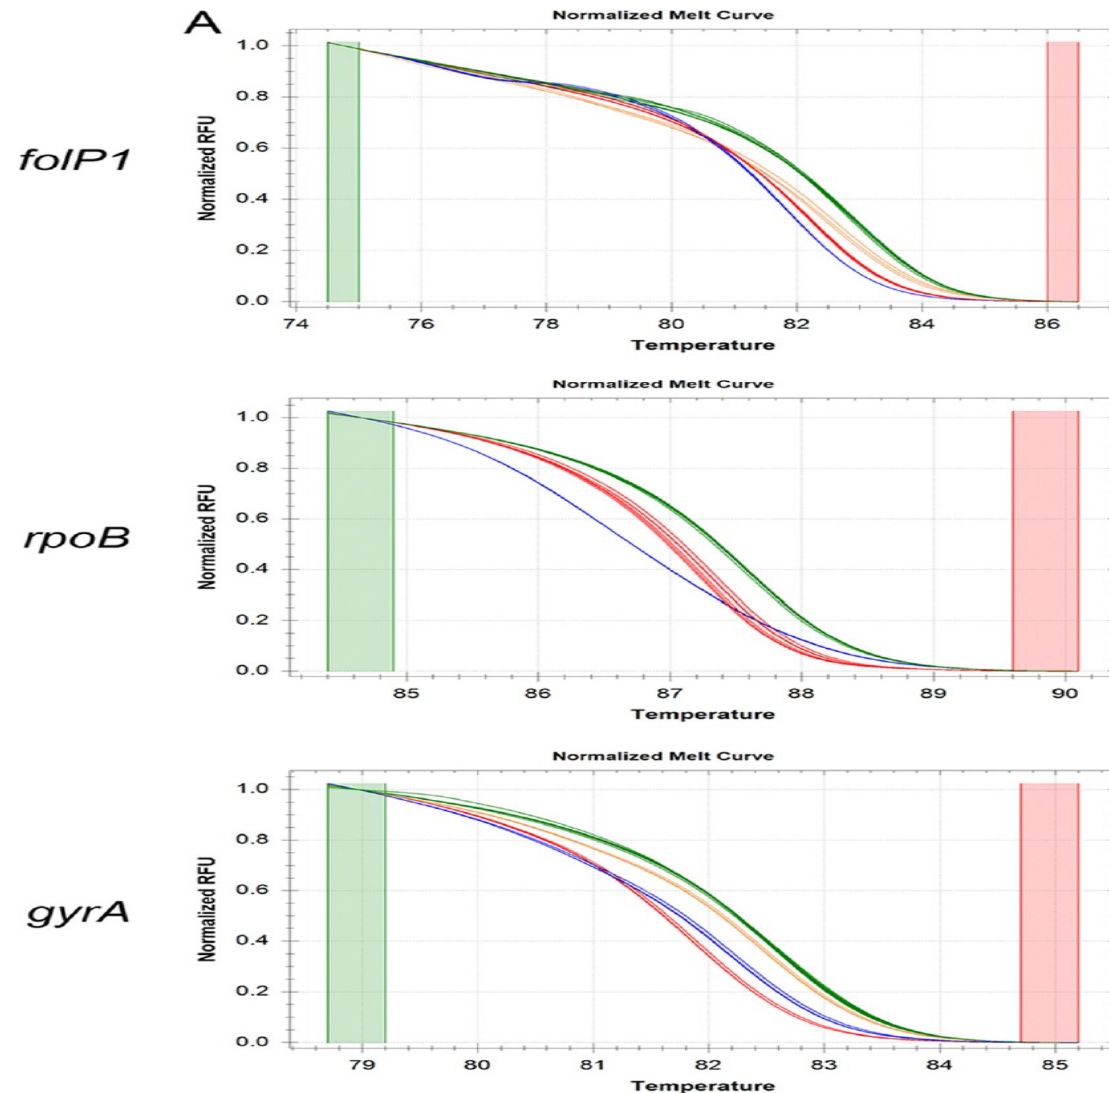 A
Normalized Melt Curve
folP1
Normalized RFU
1.0
0.8
0.6
0.4
0.2
0.0
74 76 78 80 82 84 86
Temperature
Normalized Melt Curve
rpoB
Normalized RFU
1.0
0.8
0.6
0.4
0.2
0.0
85 86 87 88 89 90
Temperature
Normalized Melt Curve
gyrA
Normalized RFU
1.0
0.8
0.6
0.4
0.2
0.0
79 80 81 82 83 84 85
Temperature